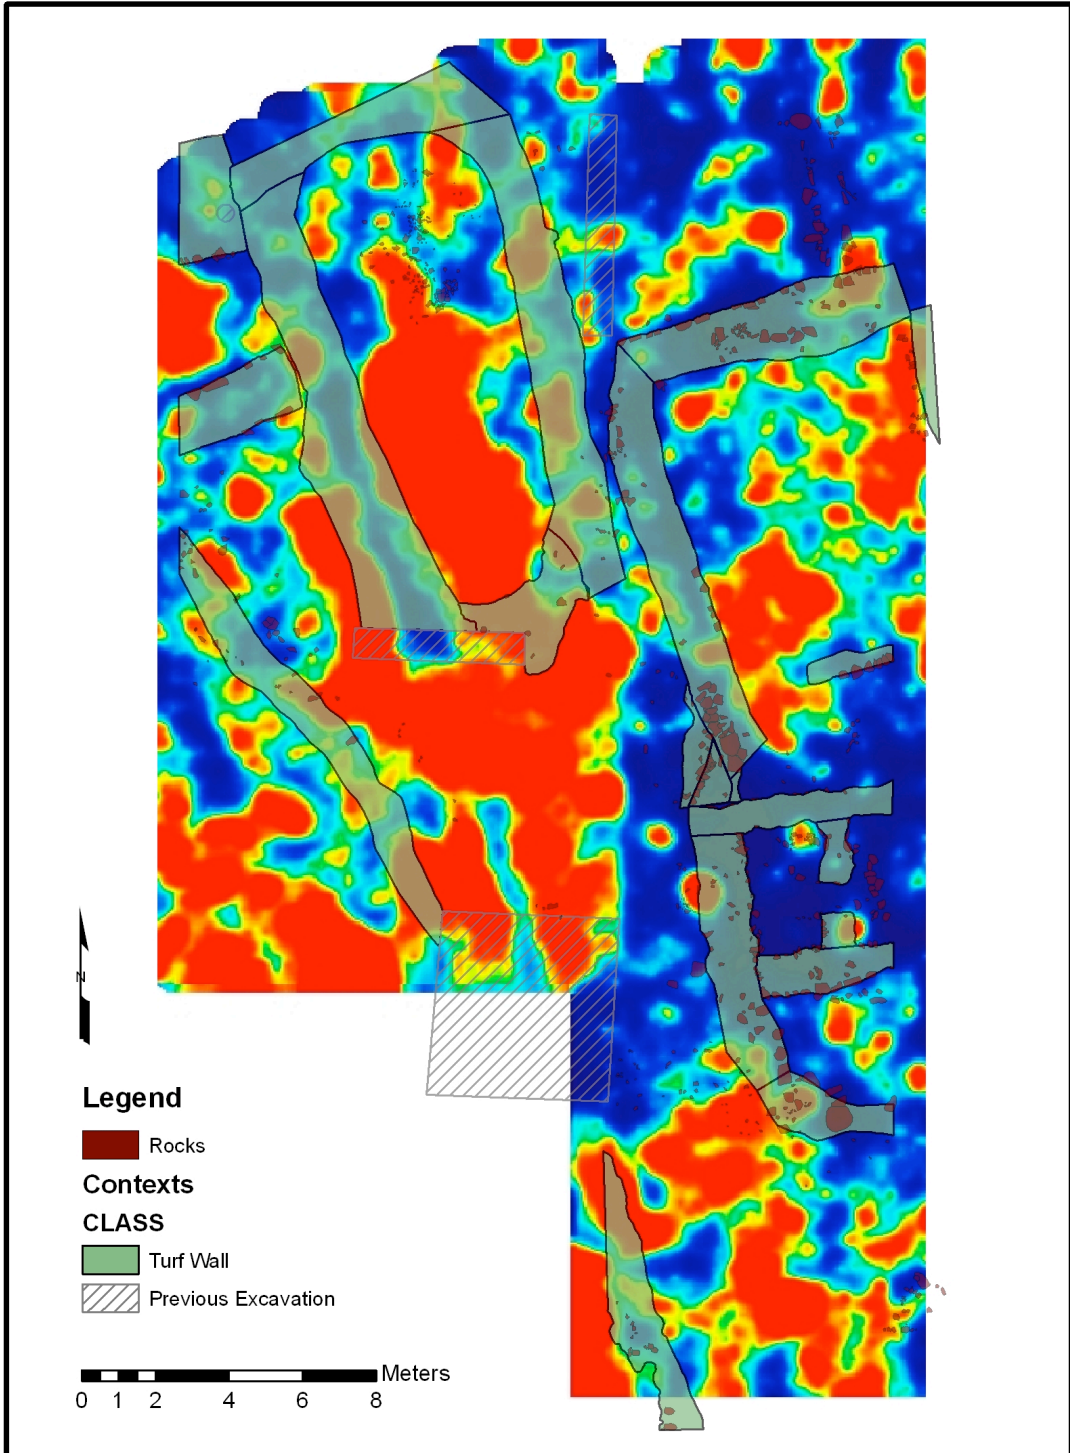 N
Legend
Rocks
Contexts
CLASS
Turf Wall
Previous Excavation
Meters
0 1 2 4 6 8